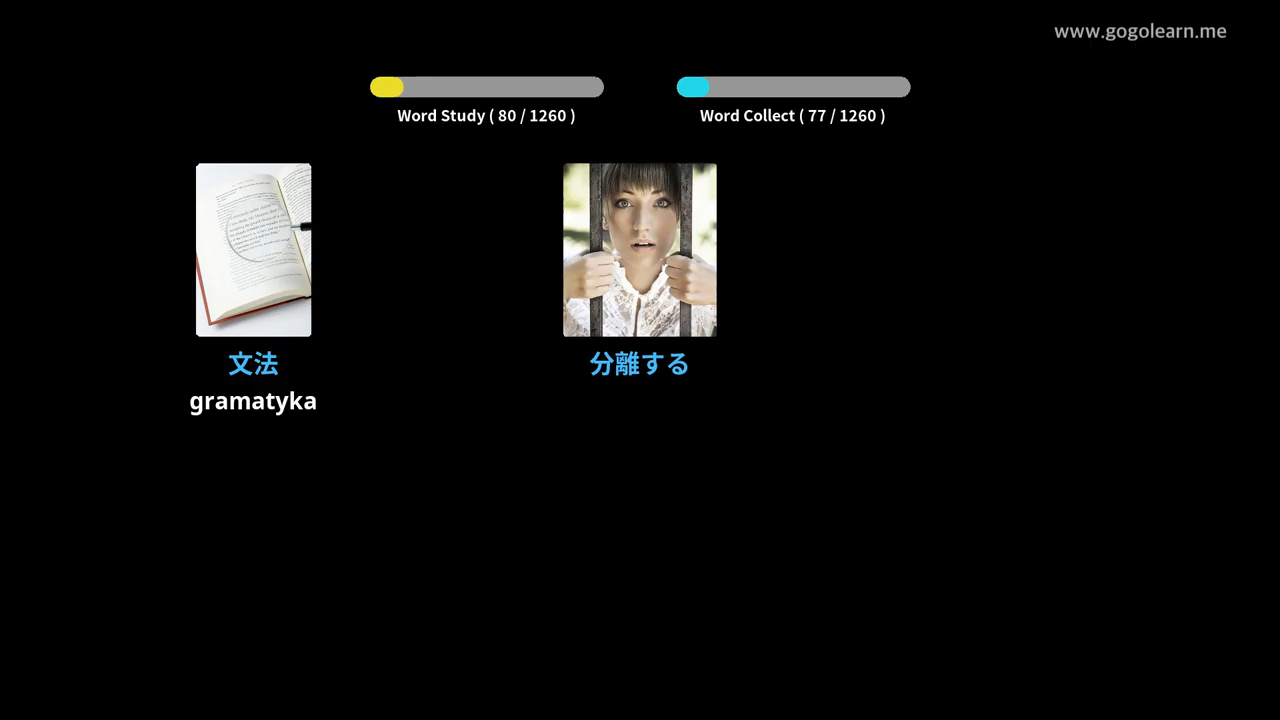 www.gogolearn.me
Word Study ( 80 / 1260 )
Word Collect ( 77 / 1260 )
文法
gramatyka
分離する